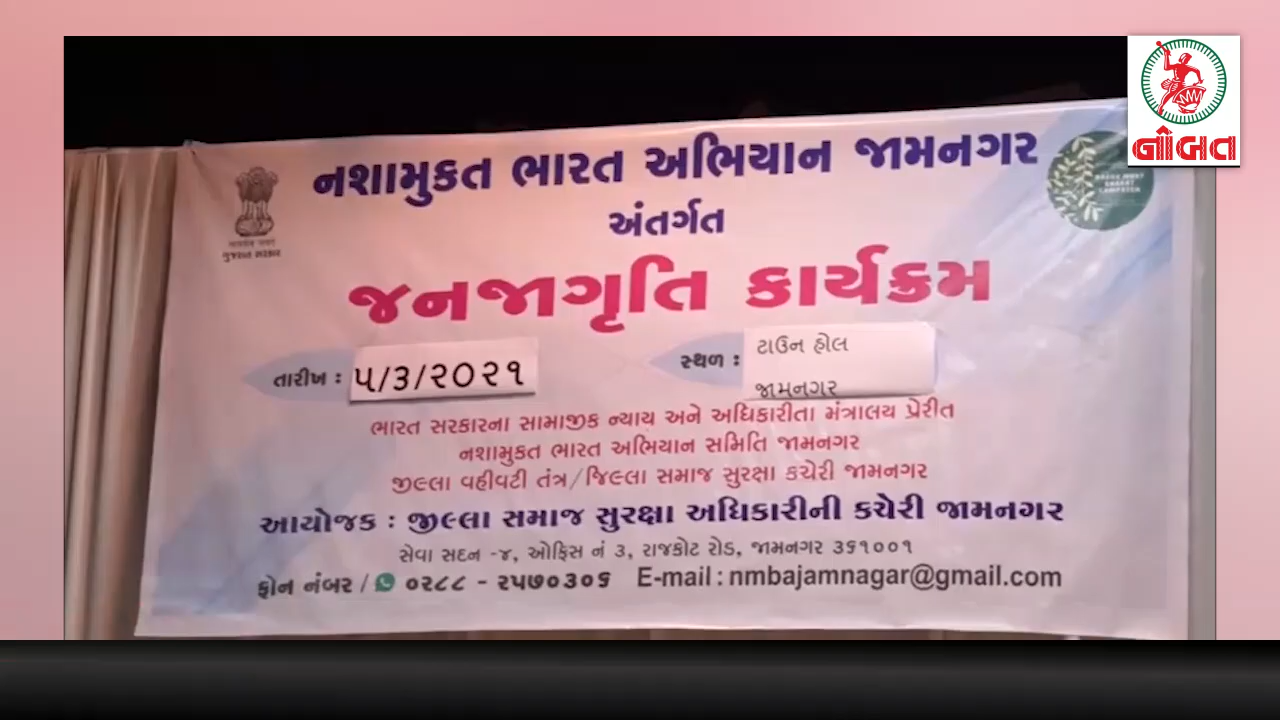 નૌબત
નશામુકત ભારત અભિયાન જામનગર
અંતર્ગત
જનજાગૃતિ કાર્યક્રમ
ગુજરાત સરકાર
તારીખ : ૫/૩/૨૦૨૧
સ્થળ : ટાઉન હોલ
જામનગર
ભારત સરકારના સામાજીક ન્યાય અને અધિકારીતા મંત્રાલય પ્રેરીત
નશામુકત ભારત અભિયાન સમિતિ જામનગર
જીલ્લા વહીવટી તંત્ર/જિલ્લા સમાજ સુરક્ષા કચેરી જામનગર
આયોજક : જીલ્લા સમાજ સુરક્ષા અધિકારીની કચેરી જામનગર
સેવા સદન -૪, ઓફિસ નં ૩, રાજકોટ રોડ, જામનગર ૩૬૧૦૦૧
ફોન નંબર / ૦૨૮૮ - ૨૫૭૦૩૦૬ E-mail : nmbajamnagar@gmail.com